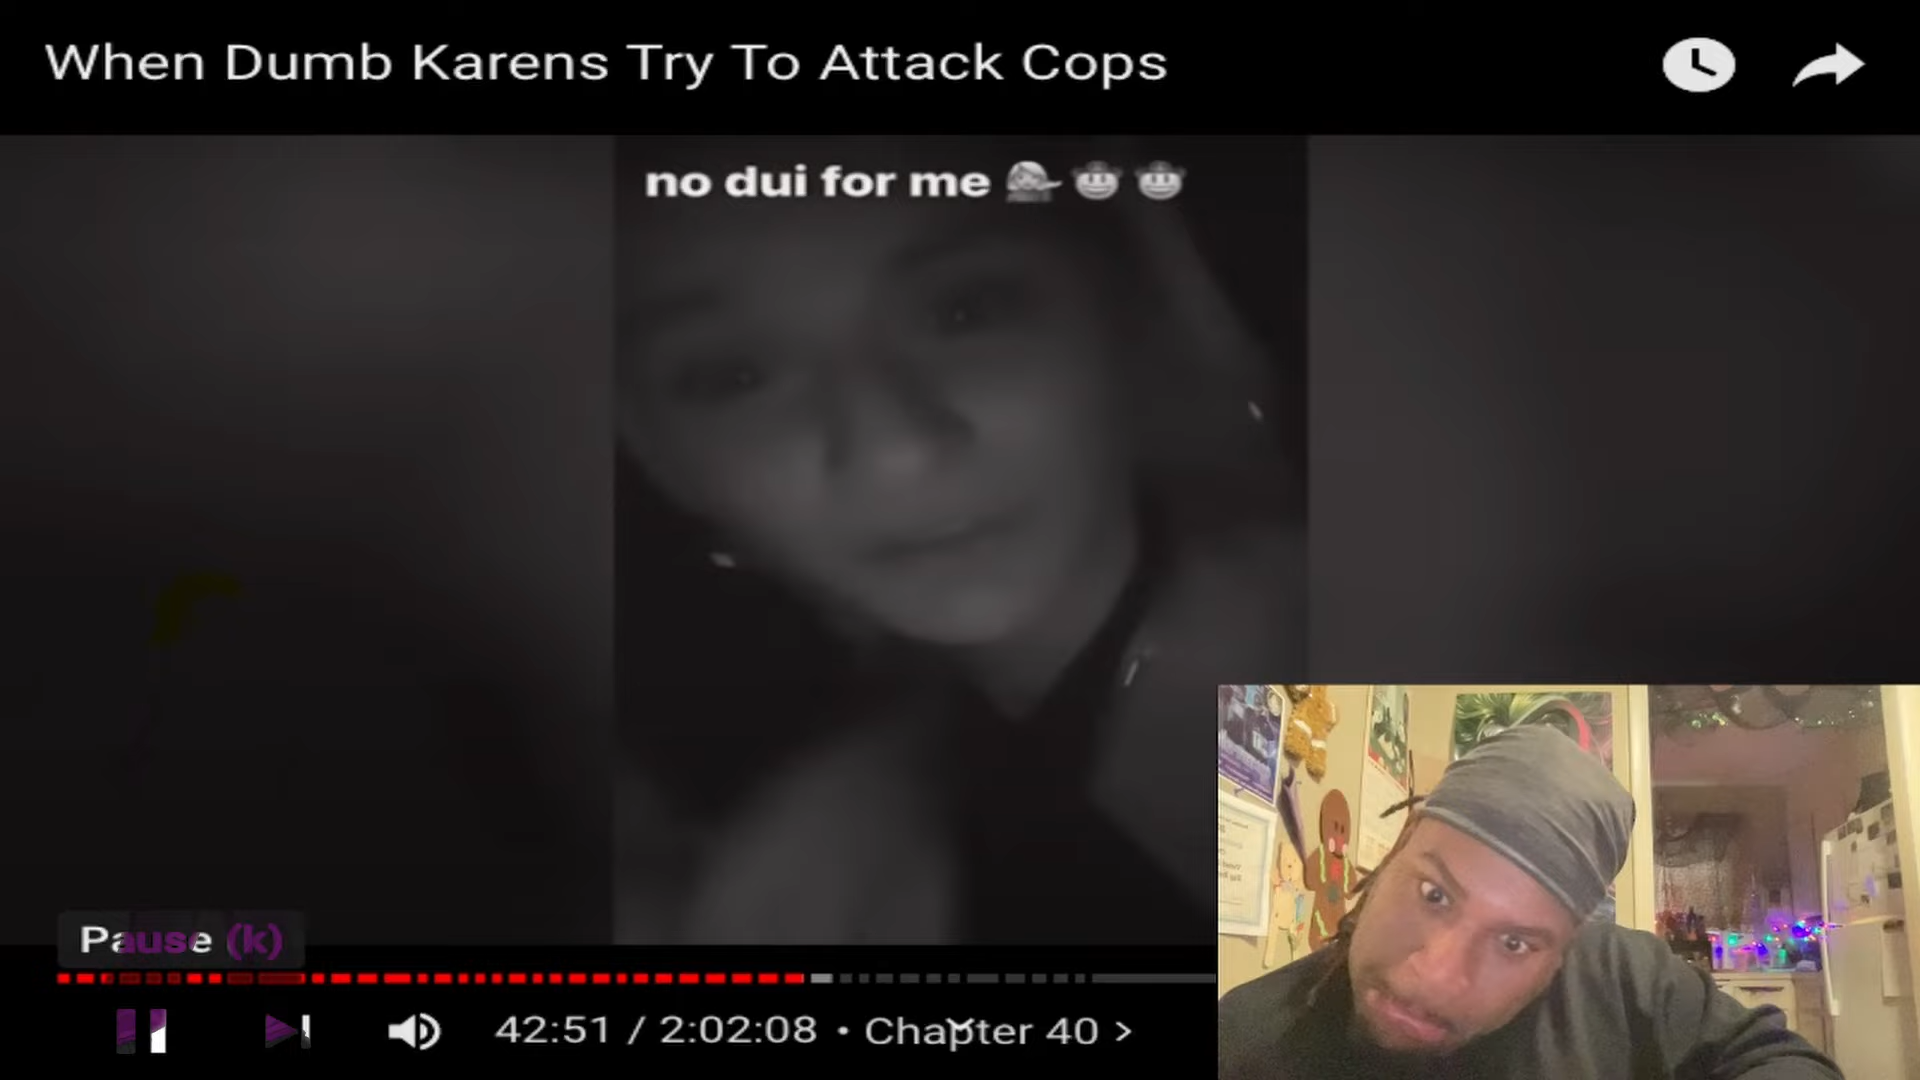 When Dumb Karens Try To Attack Cops
no dui for me 💁🤠🤠
Pause (k)
42:51 / 2:02:08 • Chapter 40 >